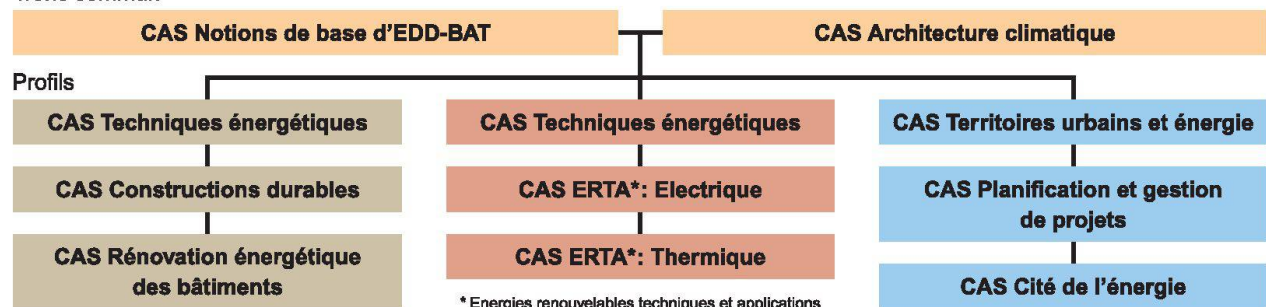 CAS Notions de base d'EDD-BAT
CAS Architecture climatique
Profils
CAS Techniques énergétiques
CAS Techniques énergétiques
CAS Territoires urbains et énergie
CAS Constructions durables
CAS ERTA*: Electrique
CAS Planification et gestion
de projets
CAS Rénovation énergétique
des bâtiments
CAS ERTA*: Thermique
CAS Cité de l'énergie
* Energies renouvelables techniques et applications